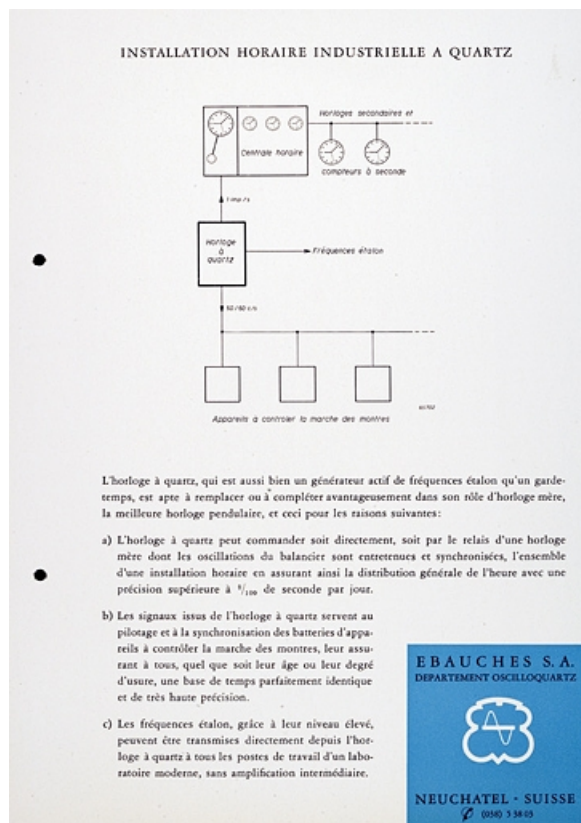 INSTALLATION HORAIRE INDUSTRIELLE A QUARTZ
Horloges secondaires et
Centrale horaire
compteurs à seconde
1 imp/s
Horloge
à
quartz
Fréquences étalon
50/60 c/s
Appareils à contrôler la marche des montres
L'horloge à quartz, qui est aussi bien un générateur actif de fréquences étalon qu'un garde-
temps, est apte à remplacer ou à compléter avantageusement dans son rôle d'horloge mère,
la meilleure horloge pendulaire, et ceci pour les raisons suivantes:
a) L'horloge à quartz peut commander soit directement, soit par le relais d'une horloge
mère dont les oscillations du balancier sont entretenues et synchronisées, l'ensemble
d'une installation horaire en assurant ainsi la distribution générale de l'heure avec une
précision supérieure à /100 de seconde par jour.
b) Les signaux issus de l'horloge à quartz servent au
pilotage et à la synchronisation des batteries d'appa-
reils à contrôler la marche des montres, leur assu-
rant à tous, quel que soit leur âge ou leur degré
d'usure, une base de temps parfaitement identique
et de très haute précision.
c) Les fréquences étalon, grâce à leur niveau élevé,
peuvent être transmises directement depuis l'hor-
loge à quartz à tous les postes de travail d'un labo-
ratoire moderne, sans amplification intermédiaire.
EBAUCHES S.A.
DEPARTEMENT OSCILLOQUARTZ
NEUCHATEL - SUISSE
(038) 5 38 03